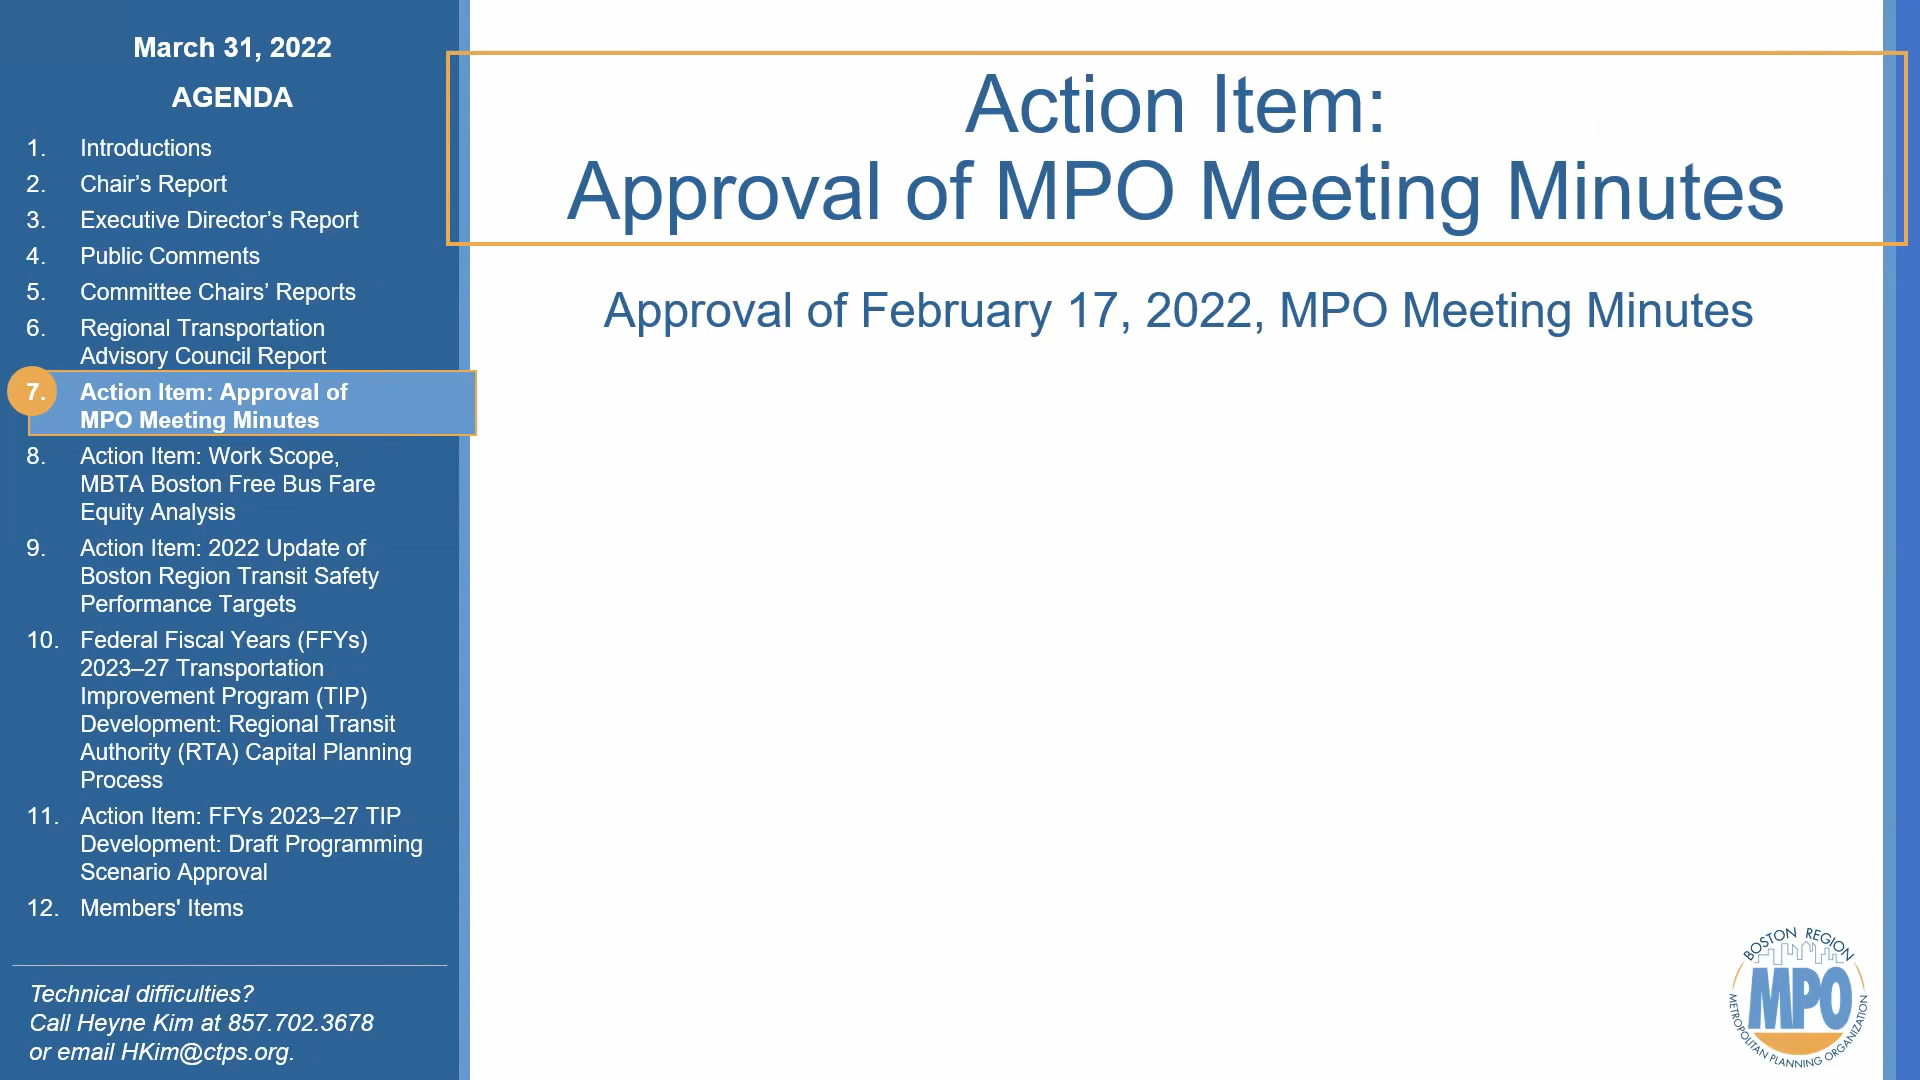 March 31, 2022
AGENDA
1. Introductions
2. Chair’s Report
3. Executive Director’s Report
4. Public Comments
5. Committee Chairs’ Reports
6. Regional Transportation
Advisory Council Report
7. Action Item: Approval of
MPO Meeting Minutes
8. Action Item: Work Scope,
MBTA Boston Free Bus Fare
Equity Analysis
9. Action Item: 2022 Update of
Boston Region Transit Safety
Performance Targets
10. Federal Fiscal Years (FFYs)
2023–27 Transportation
Improvement Program (TIP)
Development: Regional Transit
Authority (RTA) Capital Planning
Process
11. Action Item: FFYs 2023–27 TIP
Development: Draft Programming
Scenario Approval
12. Members' Items
Technical difficulties?
Call Heyne Kim at 857.702.3678
or email HKim@ctps.org.
Action Item:
Approval of MPO Meeting Minutes
Approval of February 17, 2022, MPO Meeting Minutes
BOSTON REGION
MPO
METROPOLITAN PLANNING ORGANIZATION